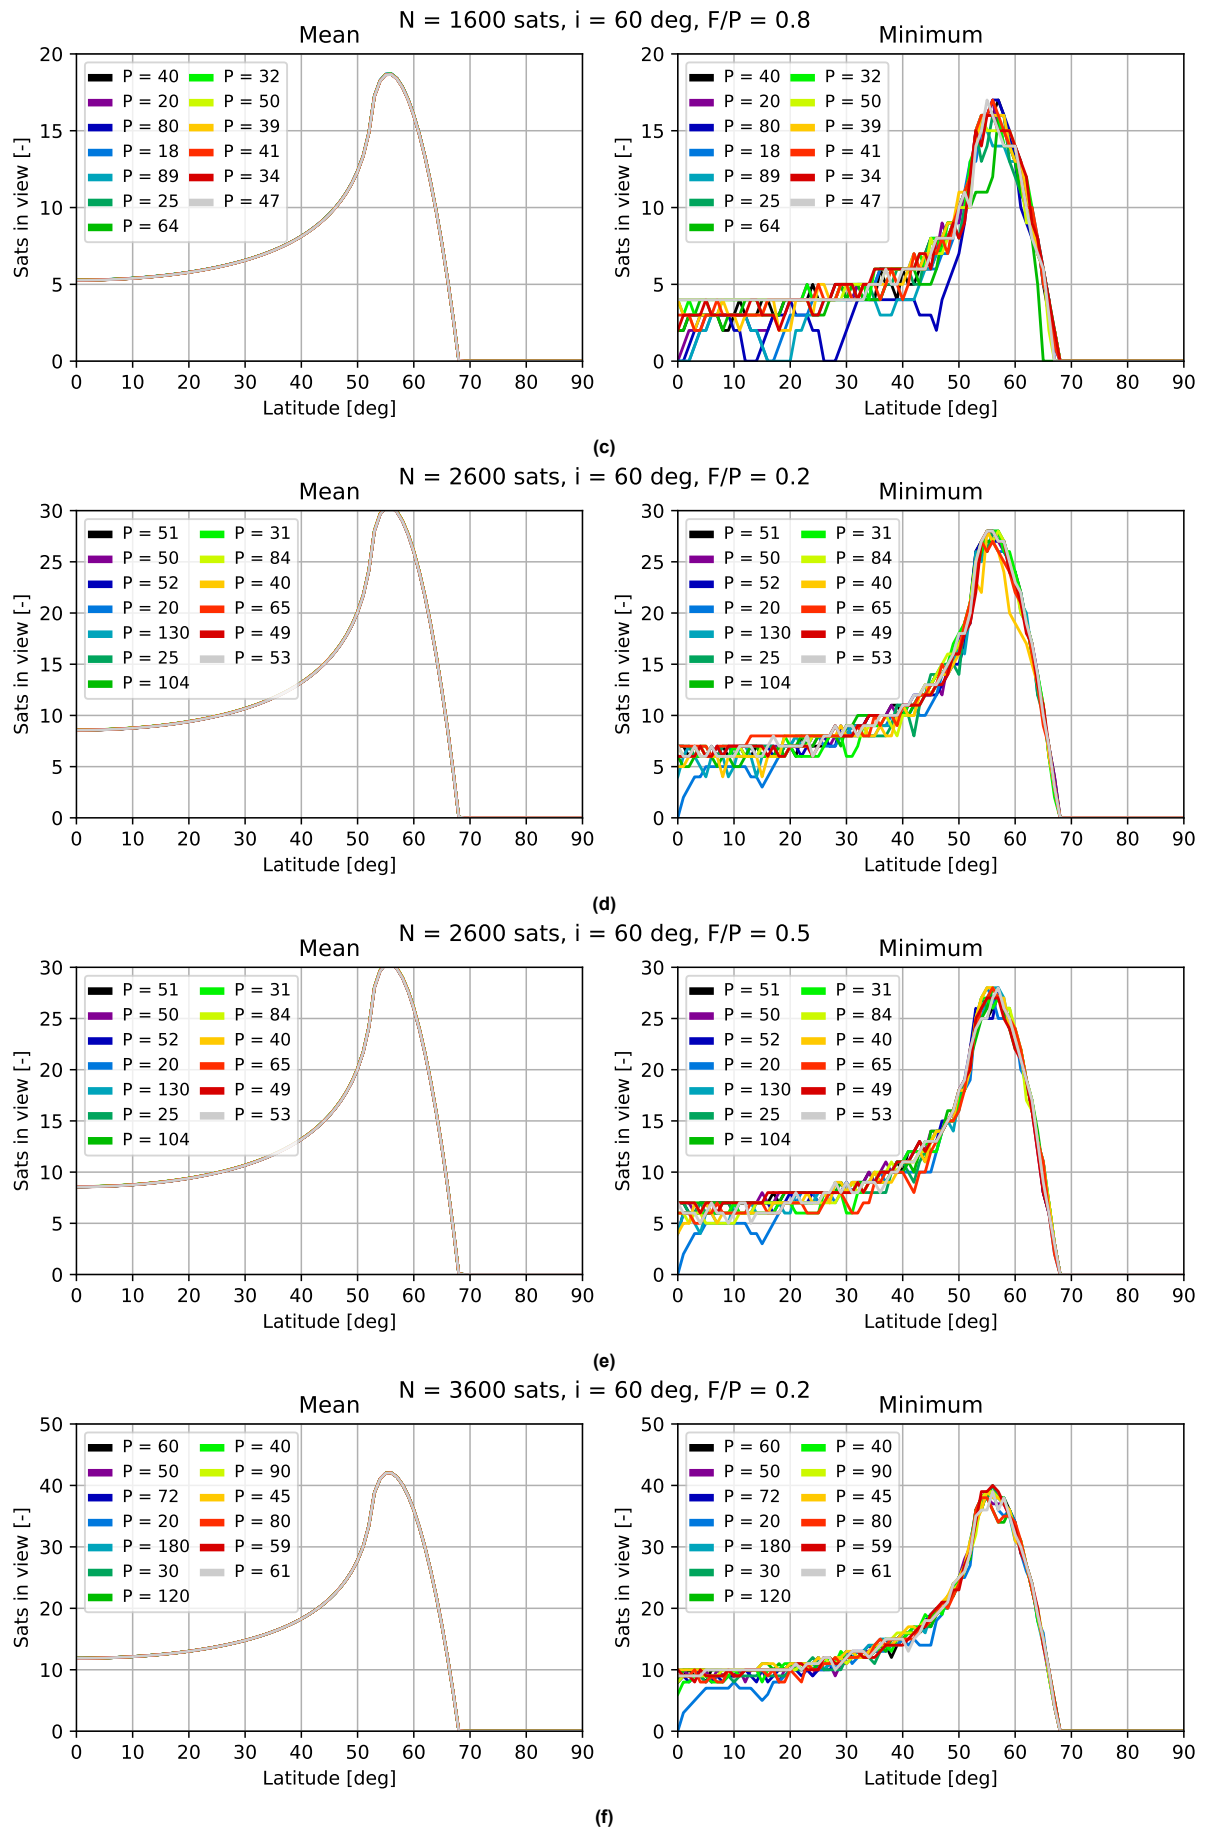 N = 1600 sats, i = 60 deg, F/P = 0.8
Mean
Minimum
20
15
10
5
0
Sats in view [-]
P = 40 P = 32
P = 20 P = 50
P = 80 P = 39
P = 18 P = 41
P = 89 P = 34
P = 25 P = 47
P = 64
0 10 20 30 40 50 60 70 80 90
Latitude [deg]
20
15
10
5
0
Sats in view [-]
P = 40 P = 32
P = 20 P = 50
P = 80 P = 39
P = 18 P = 41
P = 89 P = 34
P = 25 P = 47
P = 64
0 10 20 30 40 50 60 70 80 90
Latitude [deg]
(c)
N = 2600 sats, i = 60 deg, F/P = 0.2
Mean
Minimum
30
25
20
15
10
5
0
Sats in view [-]
P = 51 P = 31
P = 50 P = 84
P = 52 P = 40
P = 20 P = 65
P = 130 P = 49
P = 25 P = 53
P = 104
0 10 20 30 40 50 60 70 80 90
Latitude [deg]
30
25
20
15
10
5
0
Sats in view [-]
P = 51 P = 31
P = 50 P = 84
P = 52 P = 40
P = 20 P = 65
P = 130 P = 49
P = 25 P = 53
P = 104
0 10 20 30 40 50 60 70 80 90
Latitude [deg]
(d)
N = 2600 sats, i = 60 deg, F/P = 0.5
Mean
Minimum
30
25
20
15
10
5
0
Sats in view [-]
P = 51 P = 31
P = 50 P = 84
P = 52 P = 40
P = 20 P = 65
P = 130 P = 49
P = 25 P = 53
P = 104
0 10 20 30 40 50 60 70 80 90
Latitude [deg]
30
25
20
15
10
5
0
Sats in view [-]
P = 51 P = 31
P = 50 P = 84
P = 52 P = 40
P = 20 P = 65
P = 130 P = 49
P = 25 P = 53
P = 104
0 10 20 30 40 50 60 70 80 90
Latitude [deg]
(e)
N = 3600 sats, i = 60 deg, F/P = 0.2
Mean
Minimum
50
40
30
20
10
0
Sats in view [-]
P = 60 P = 40
P = 50 P = 90
P = 72 P = 45
P = 20 P = 80
P = 180 P = 59
P = 30 P = 61
P = 120
0 10 20 30 40 50 60 70 80 90
Latitude [deg]
50
40
30
20
10
0
Sats in view [-]
P = 60 P = 40
P = 50 P = 90
P = 72 P = 45
P = 20 P = 80
P = 180 P = 59
P = 30 P = 61
P = 120
0 10 20 30 40 50 60 70 80 90
Latitude [deg]
(f)